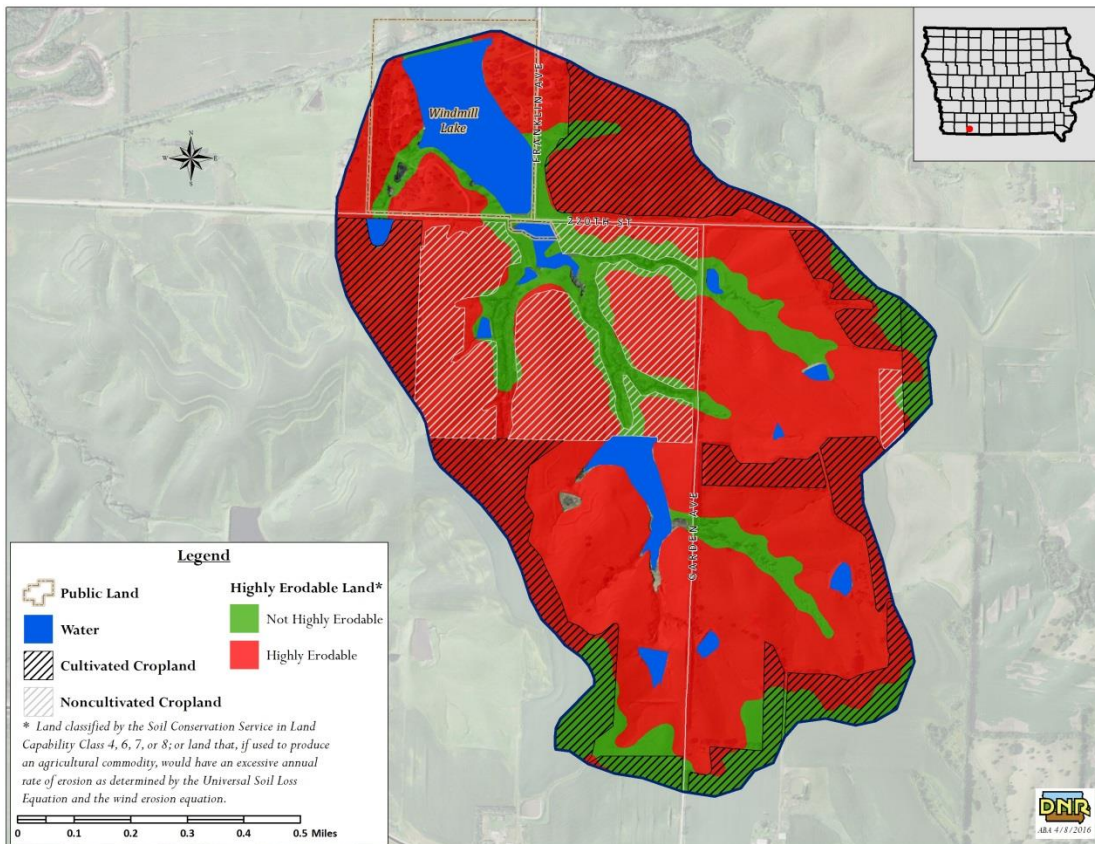 Windmill
Lake
FRANKLIN AVE
220TH ST
GARDEN AVE
N
W
E
S
Legend
Public Land
Water
Cultivated Cropland
Noncultivated Cropland
Highly Erodable Land*
Not Highly Erodable
Highly Erodable
* Land classified by the Soil Conservation Service in Land
Capability Class 4, 6, 7, or 8; or land that, if used to produce
an agricultural commodity, would have an excessive annual
rate of erosion as determined by the Universal Soil Loss
Equation and the wind erosion equation.
0 0.1 0.2 0.3 0.4 0.5 Miles
DNR
ABA 4/8/2016